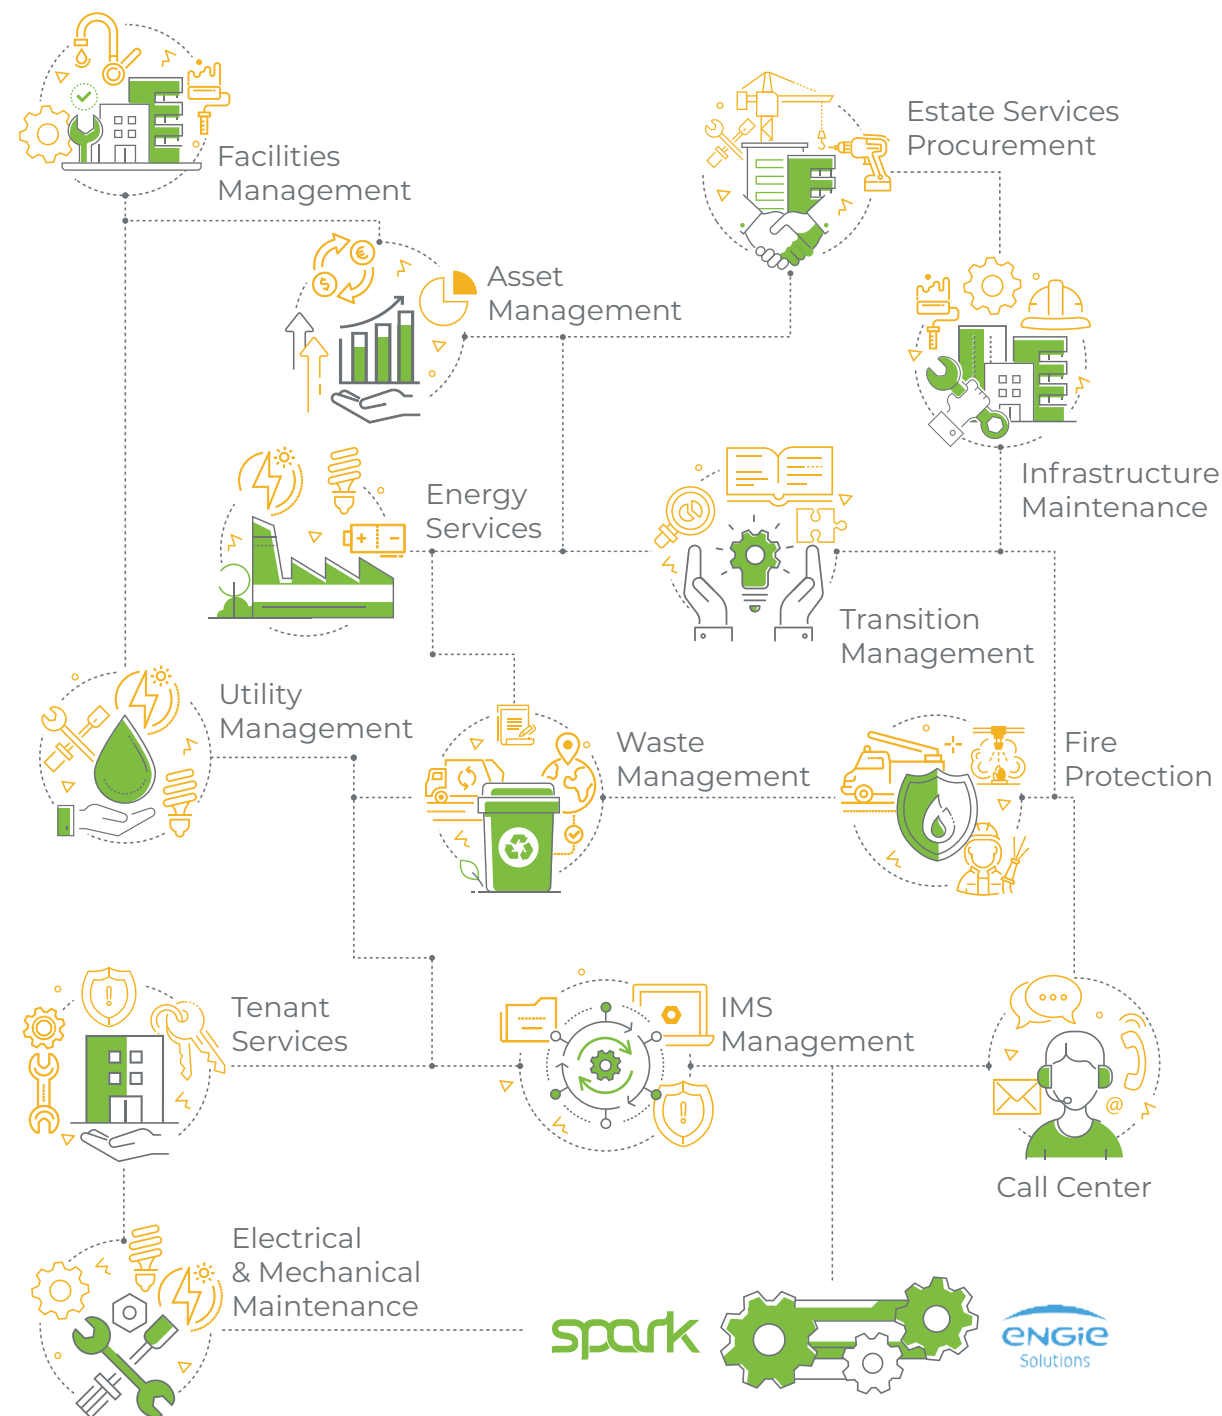 Facilities
Management
Estate Services
Procurement
Asset
Management
Infrastructure
Maintenance
Energy
Services
Transition
Management
Utility
Management
Waste
Management
Fire
Protection
Tenant
Services
IMS
Management
@
Call Center
Electrical
& Mechanical
Maintenance
spark
ENGIE
Solutions